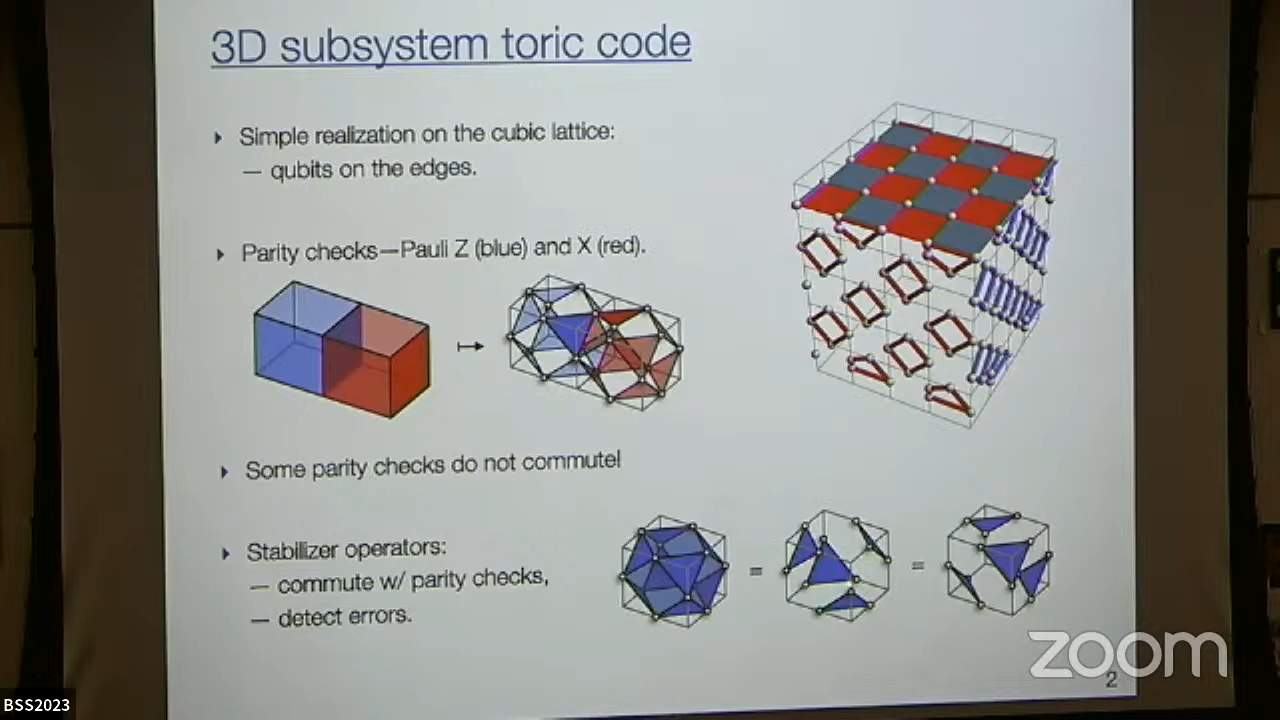 3D subsystem toric code
Simple realization on the cubic lattice:
— qubits on the edges.
Parity checks—Pauli Z (blue) and X (red).
Some parity checks do not commute!
Stabilizer operators:
— commute w/ parity checks,
— detect errors.
= =
zoom
2
BSS2023